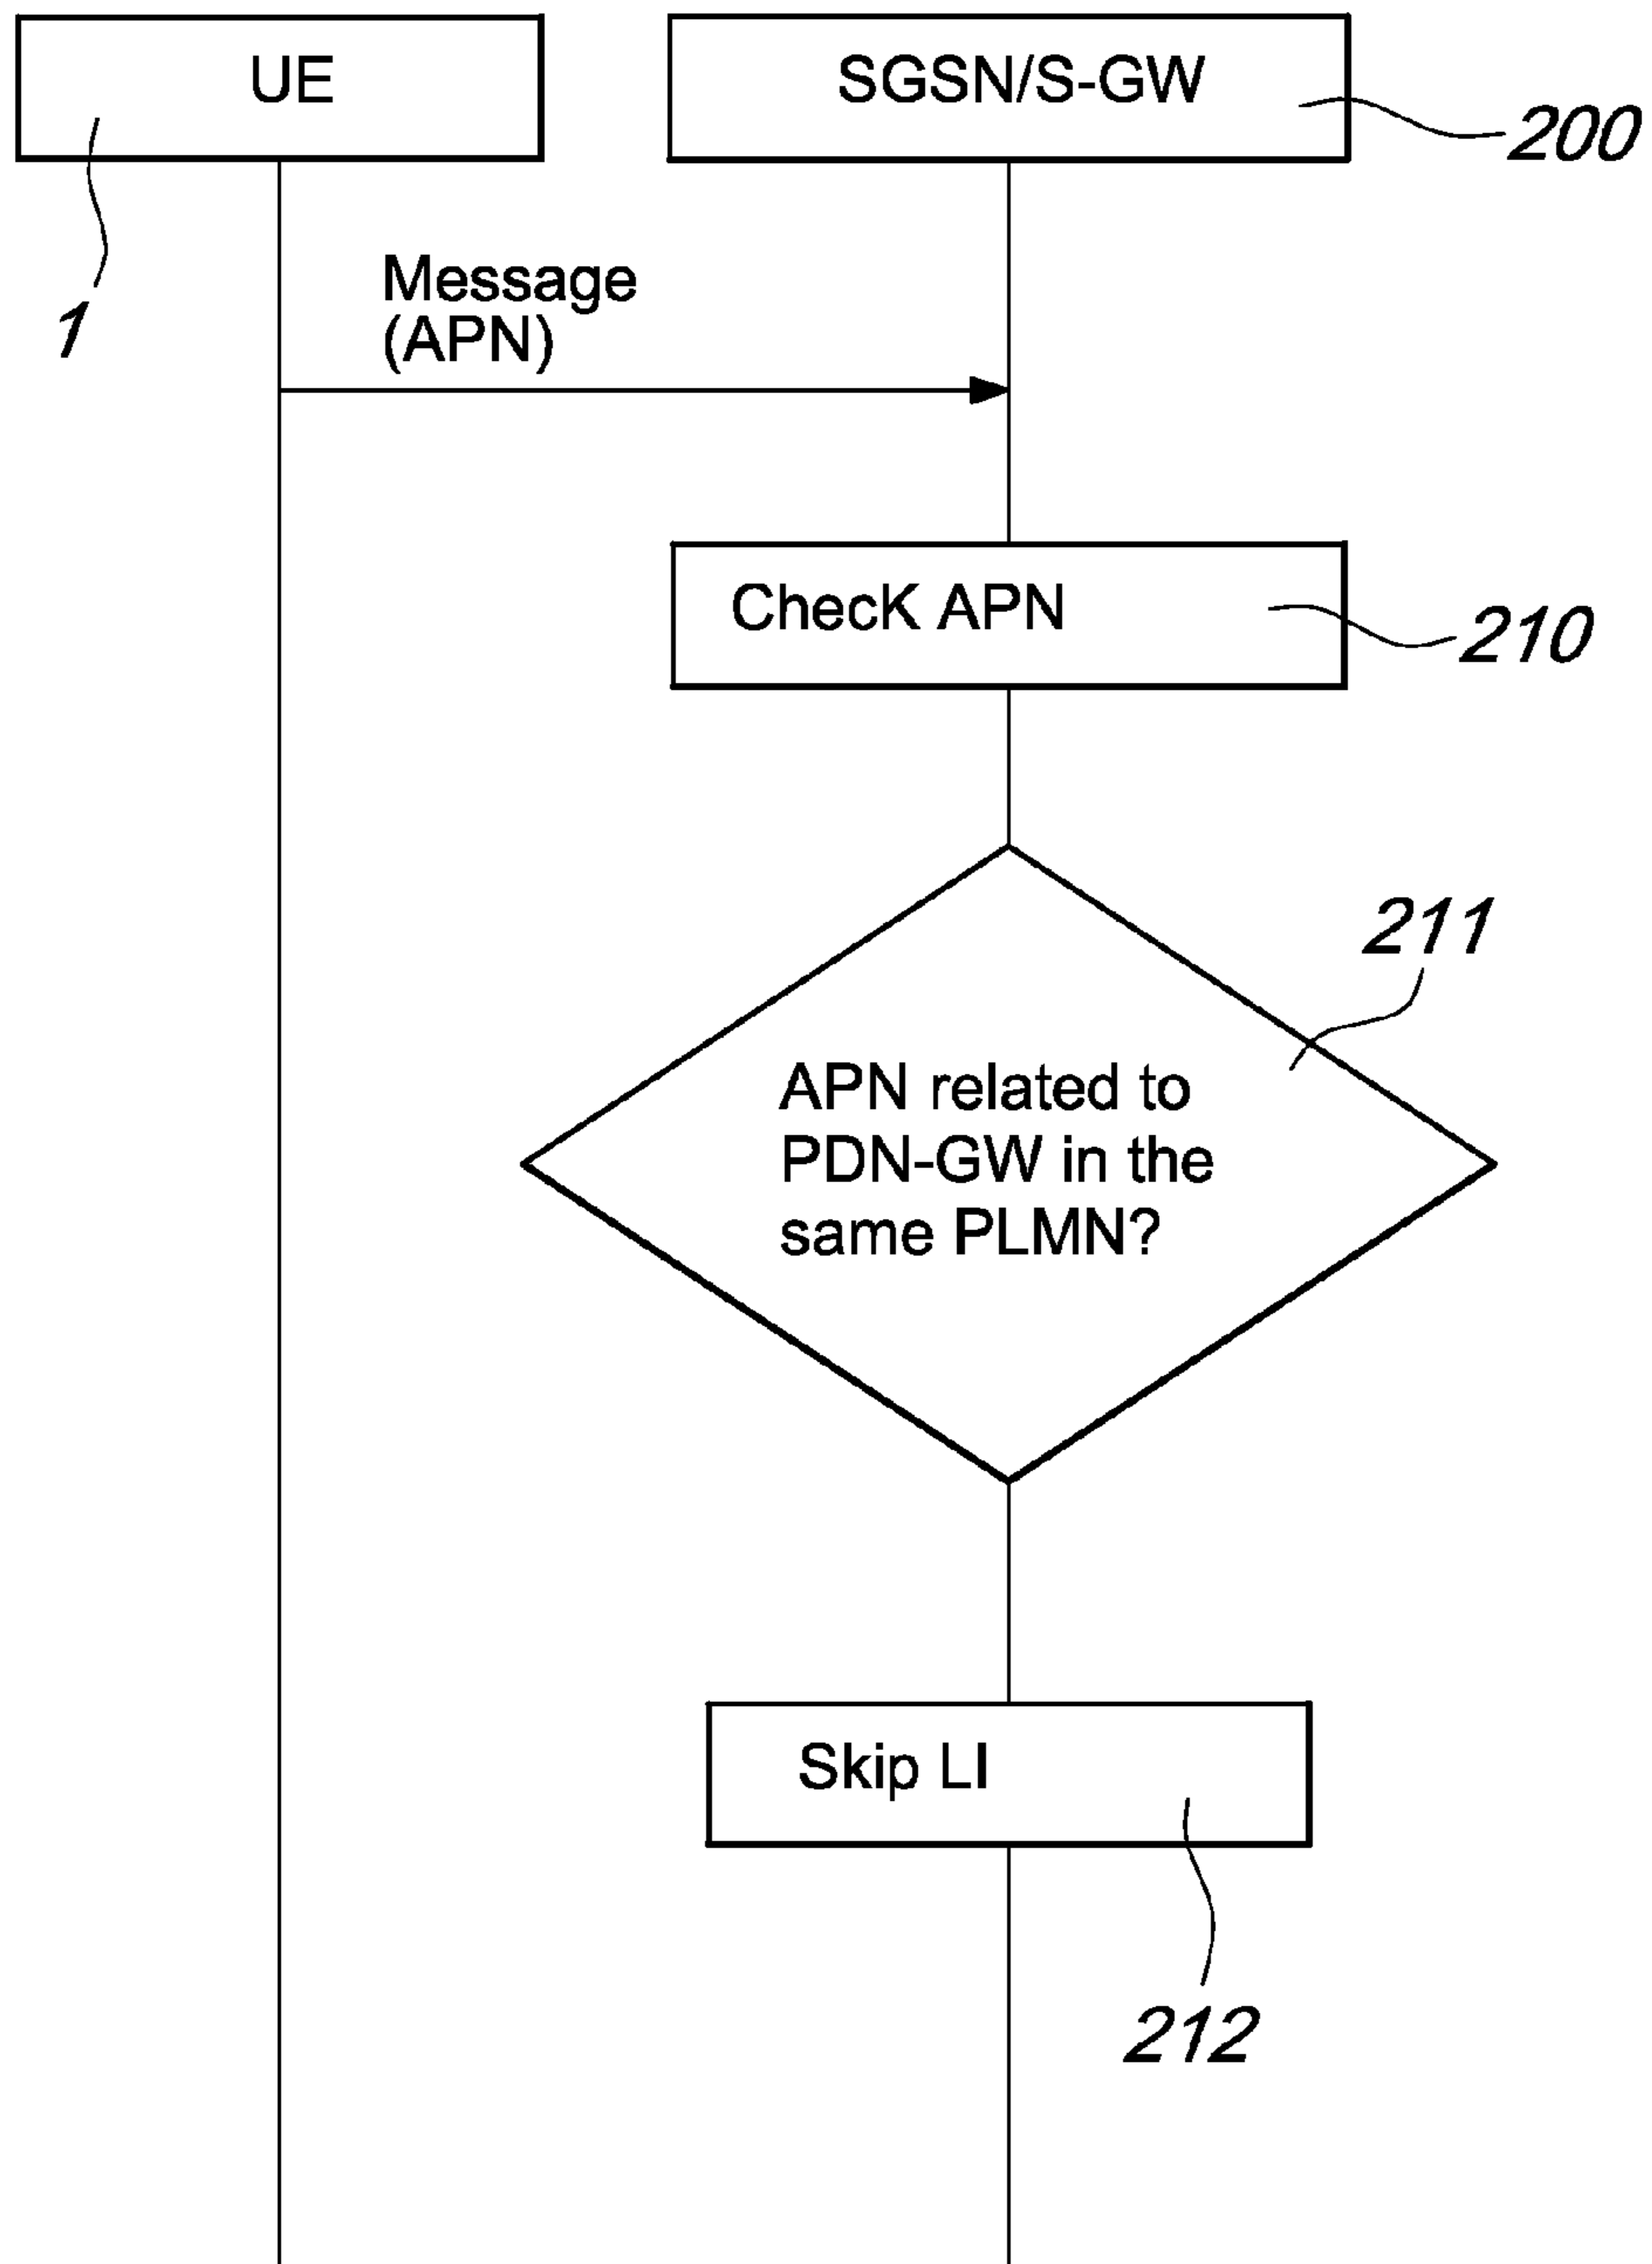 UE
SGSN/S-GW
200
1
Message
(APN)
ChecK APN
210
211
APN related to
PDN-GW in the
same PLMN?
Skip LI
212